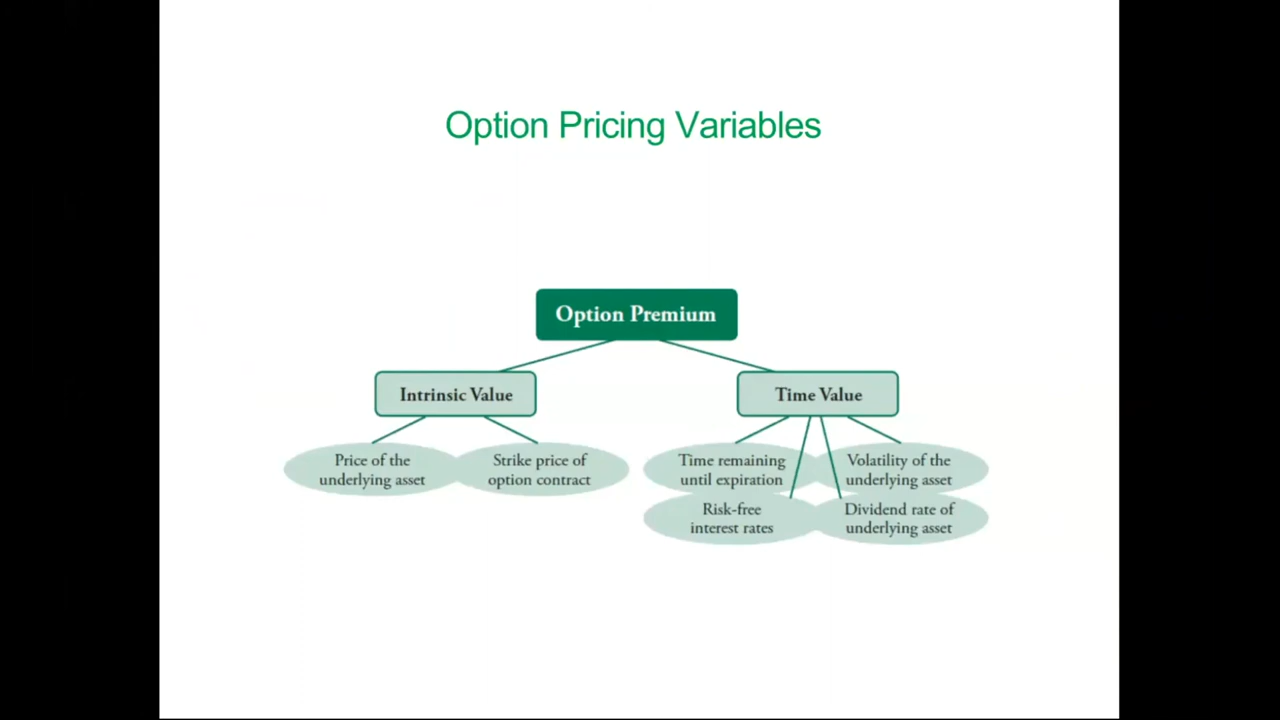 Option Pricing Variables
Option Premium
Intrinsic Value
Time Value
Price of the
underlying asset
Strike price of
option contract
Time remaining
until expiration
Volatility of the
underlying asset
Risk-free
interest rates
Dividend rate of
underlying asset